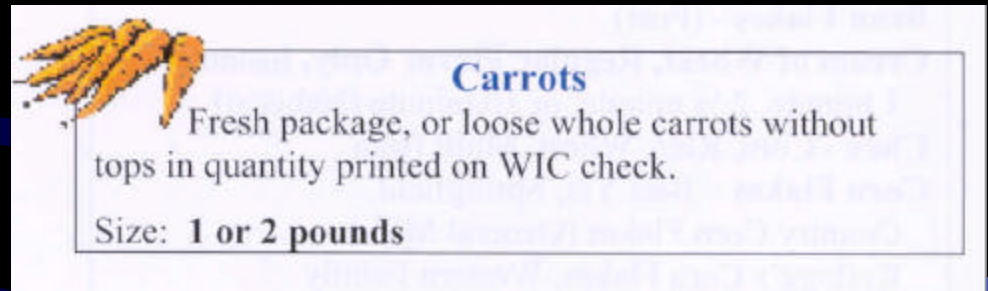 Carrots
Fresh package, or loose whole carrots without
tops in quantity printed on WIC check.
Size: 1 or 2 pounds